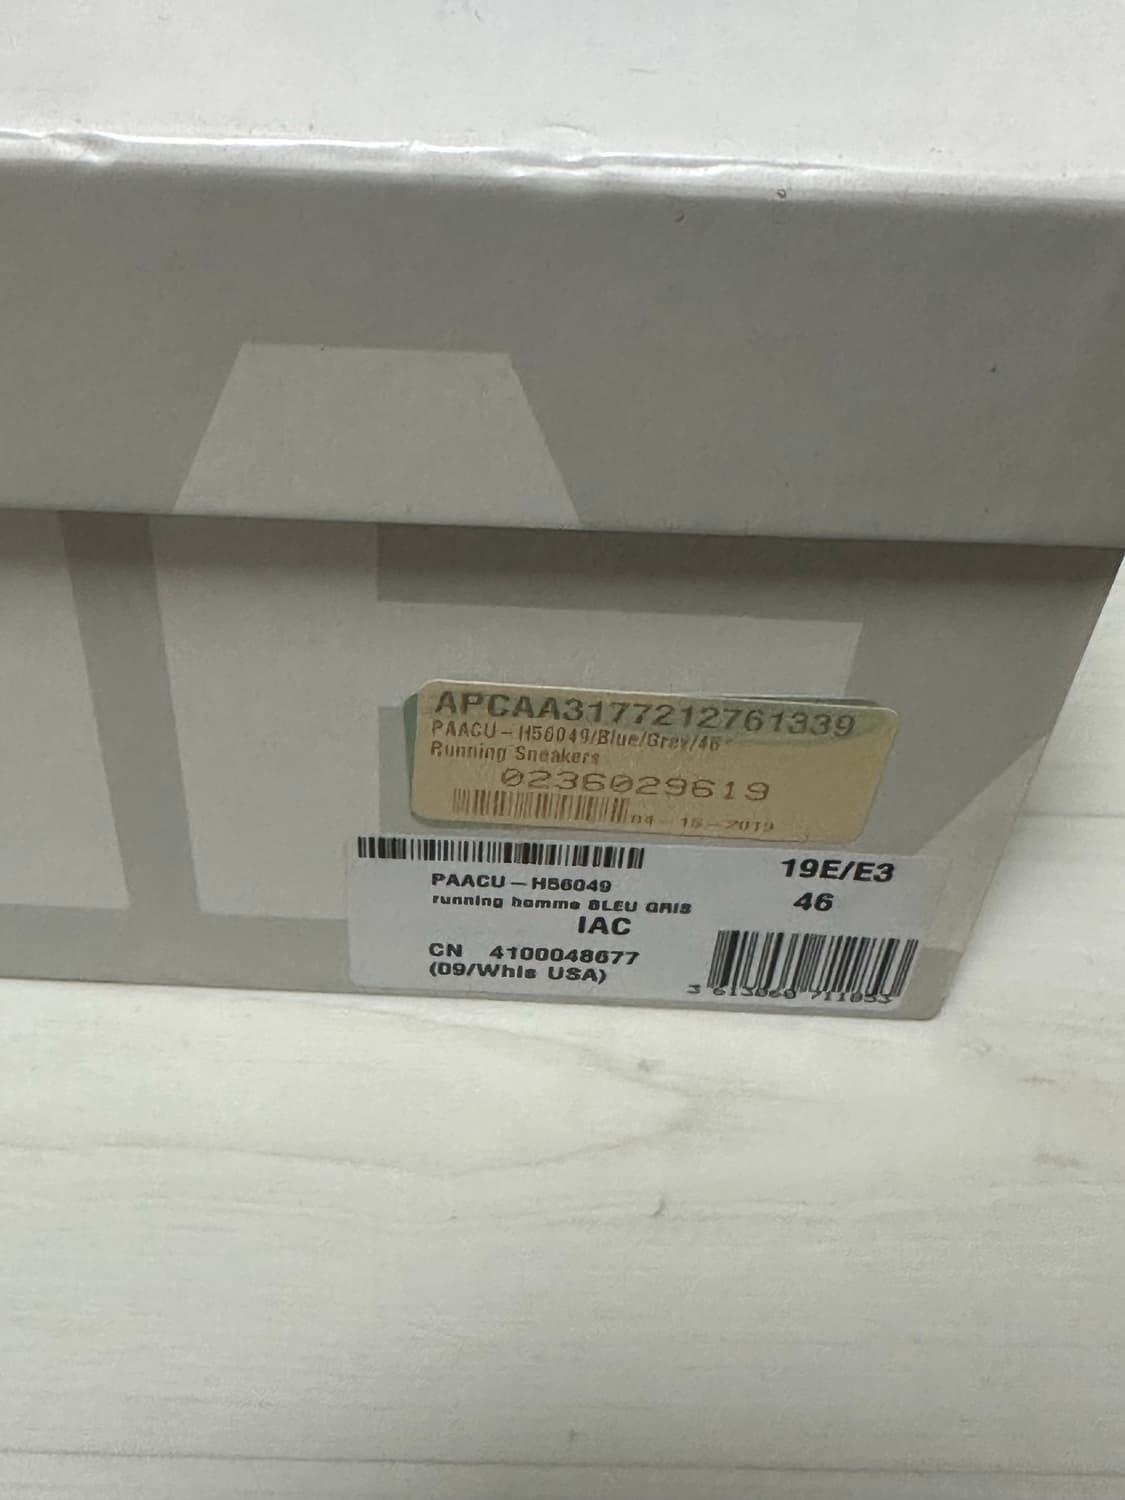 APCAA3177212761339
PAACU-H56049/Blue/Grey/46
Running Sneakers
0236029619
04-15-2019
PAACU-H56049
running homme BLEU GRIS
IAC
CN 4100048677
(09/Whls USA)
19E/E3
46